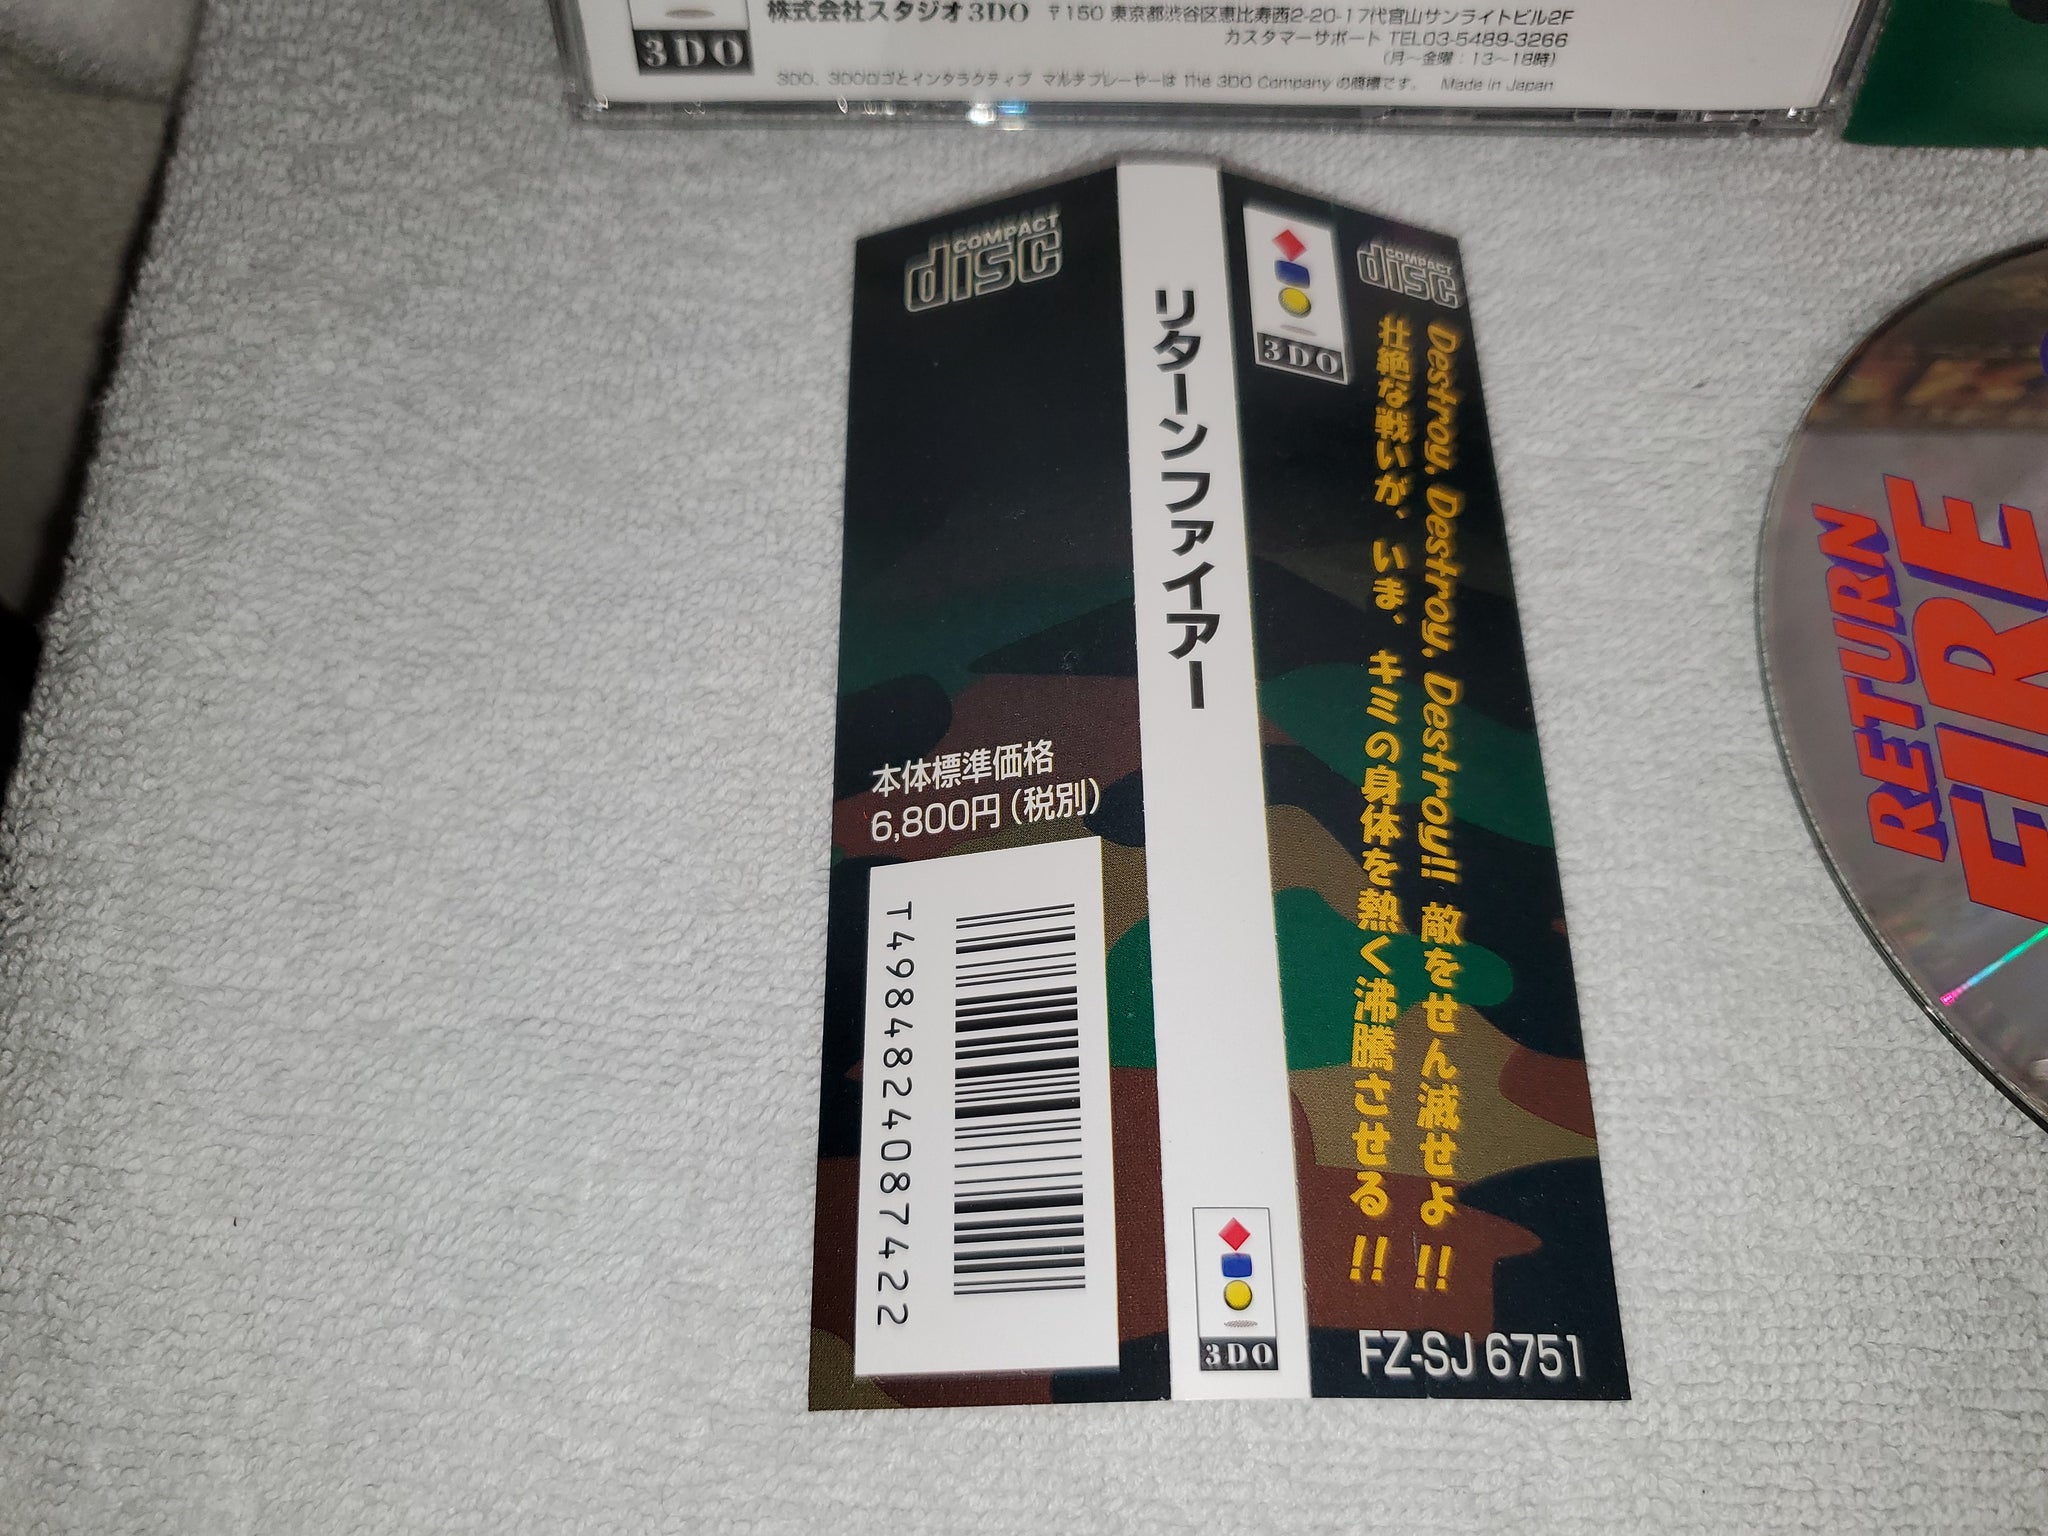 3DO
株式会社スタジオ3DO 〒150 東京都渋谷区恵比寿西2-20-17代官山サンライトビル2F
カスタマーサポート TEL03-5489-3266
(月～金曜：13～18時)
3DO、3DOロゴとインタラクティブ マルチプレーヤーは The 3DO Company の商標です。 Made in Japan
COMPACT
disc
本体標準価格
6,800円(税別)
T4984824087422
リターンファイアー
3DO
3DO
COMPACT
disc
Destroy, Destroy, Destroy!! 敵をせん滅せよ!!
壮絶な戦いが、いま、キミの身体を熱く沸騰させる!!
FZ-SJ 6751
RETURN
FIRE